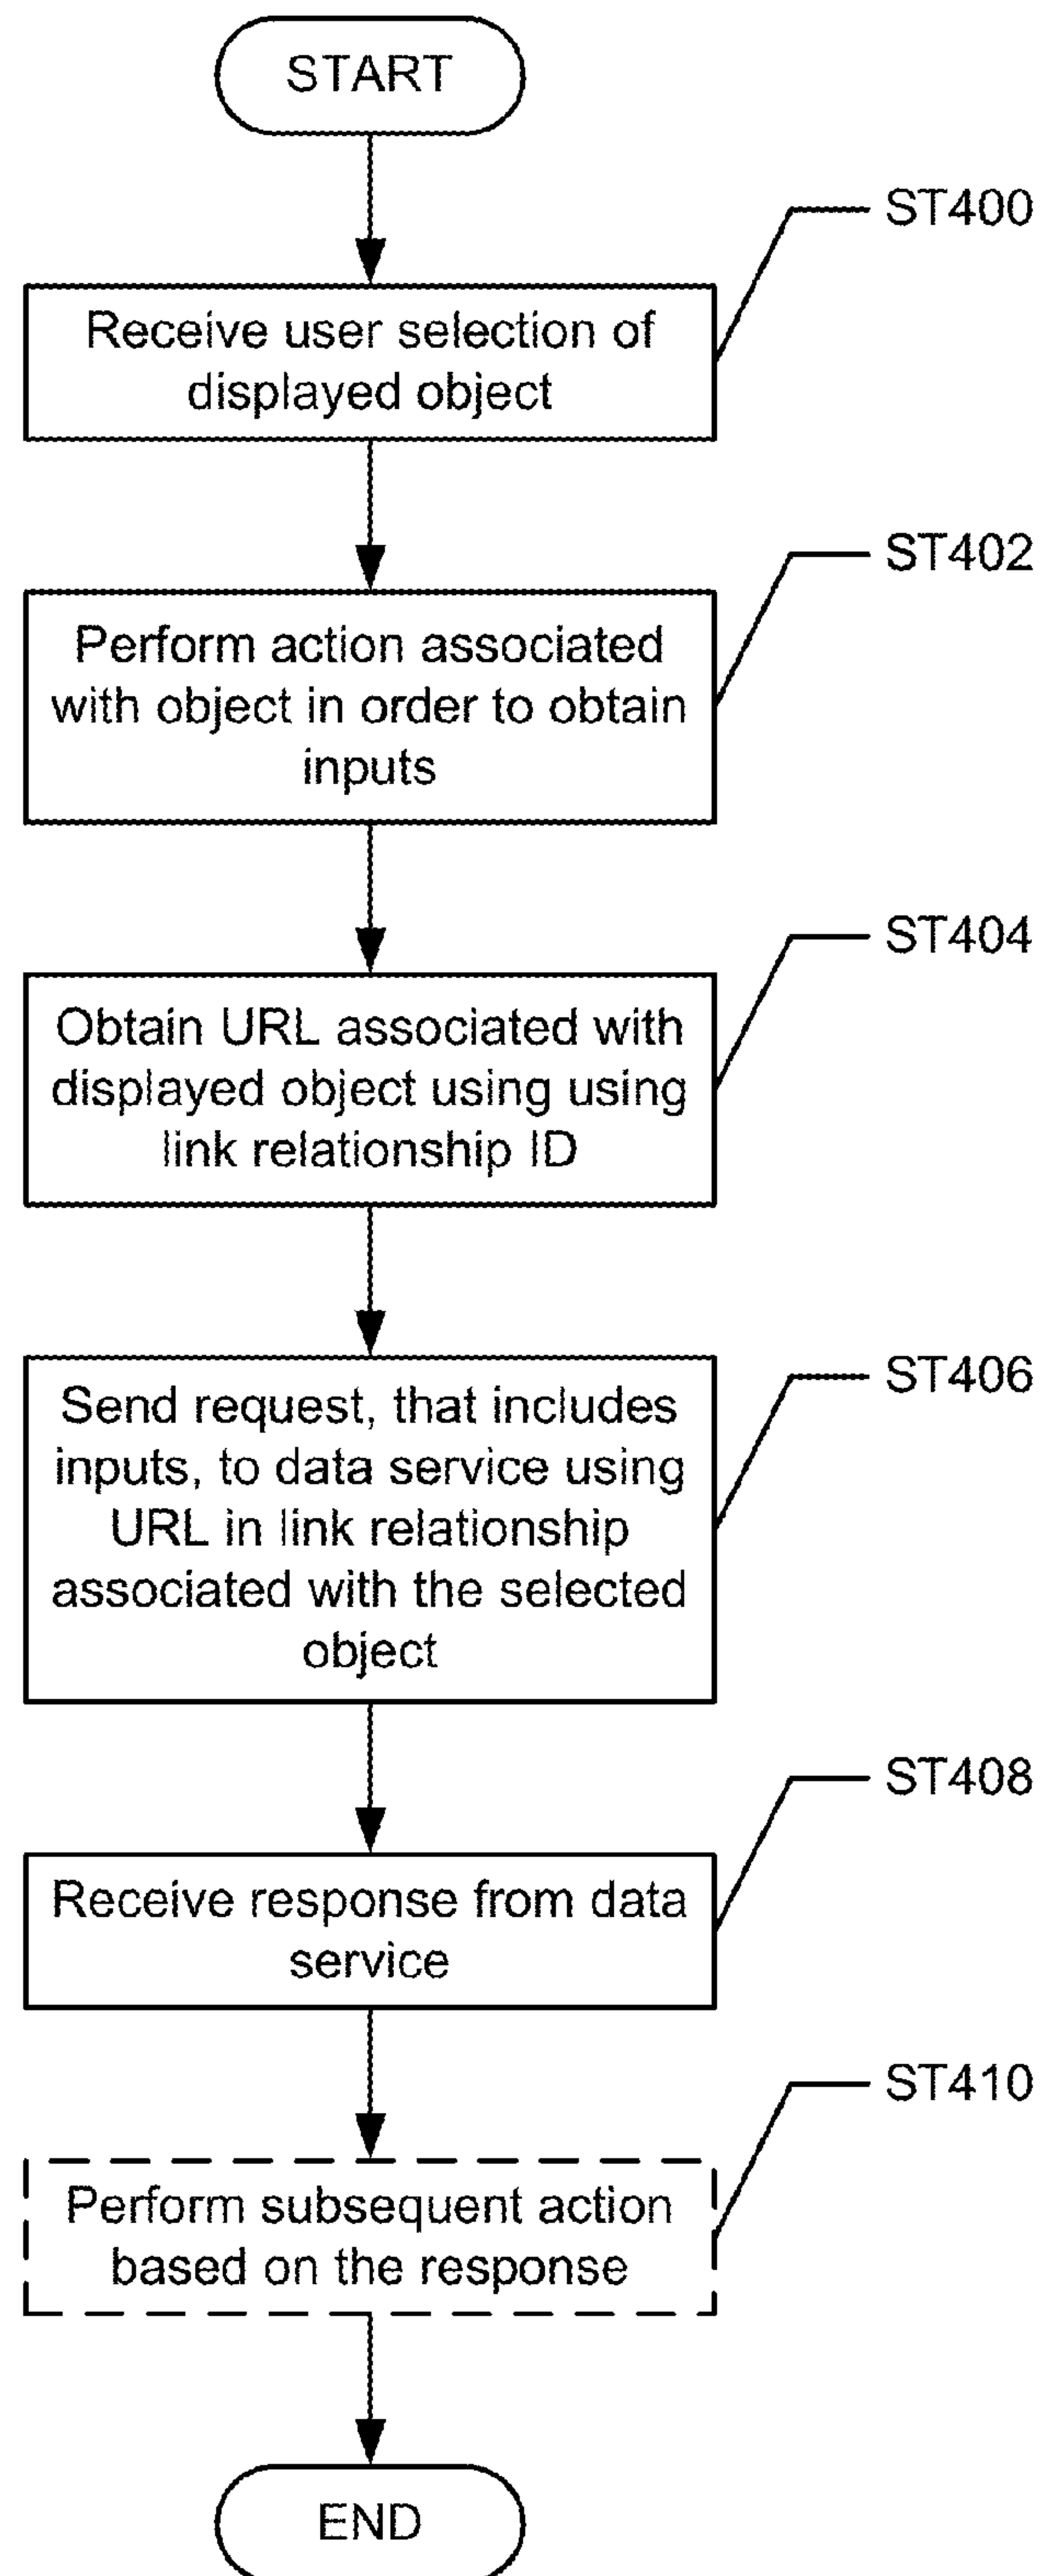 START
ST400
Receive user selection of
displayed object
ST402
Perform action associated
with object in order to obtain
inputs
ST404
Obtain URL associated with
displayed object using using
link relationship ID
ST406
Send request, that includes
inputs, to data service using
URL in link relationship
associated with the selected
object
ST408
Receive response from data
service
ST410
Perform subsequent action
based on the response
END